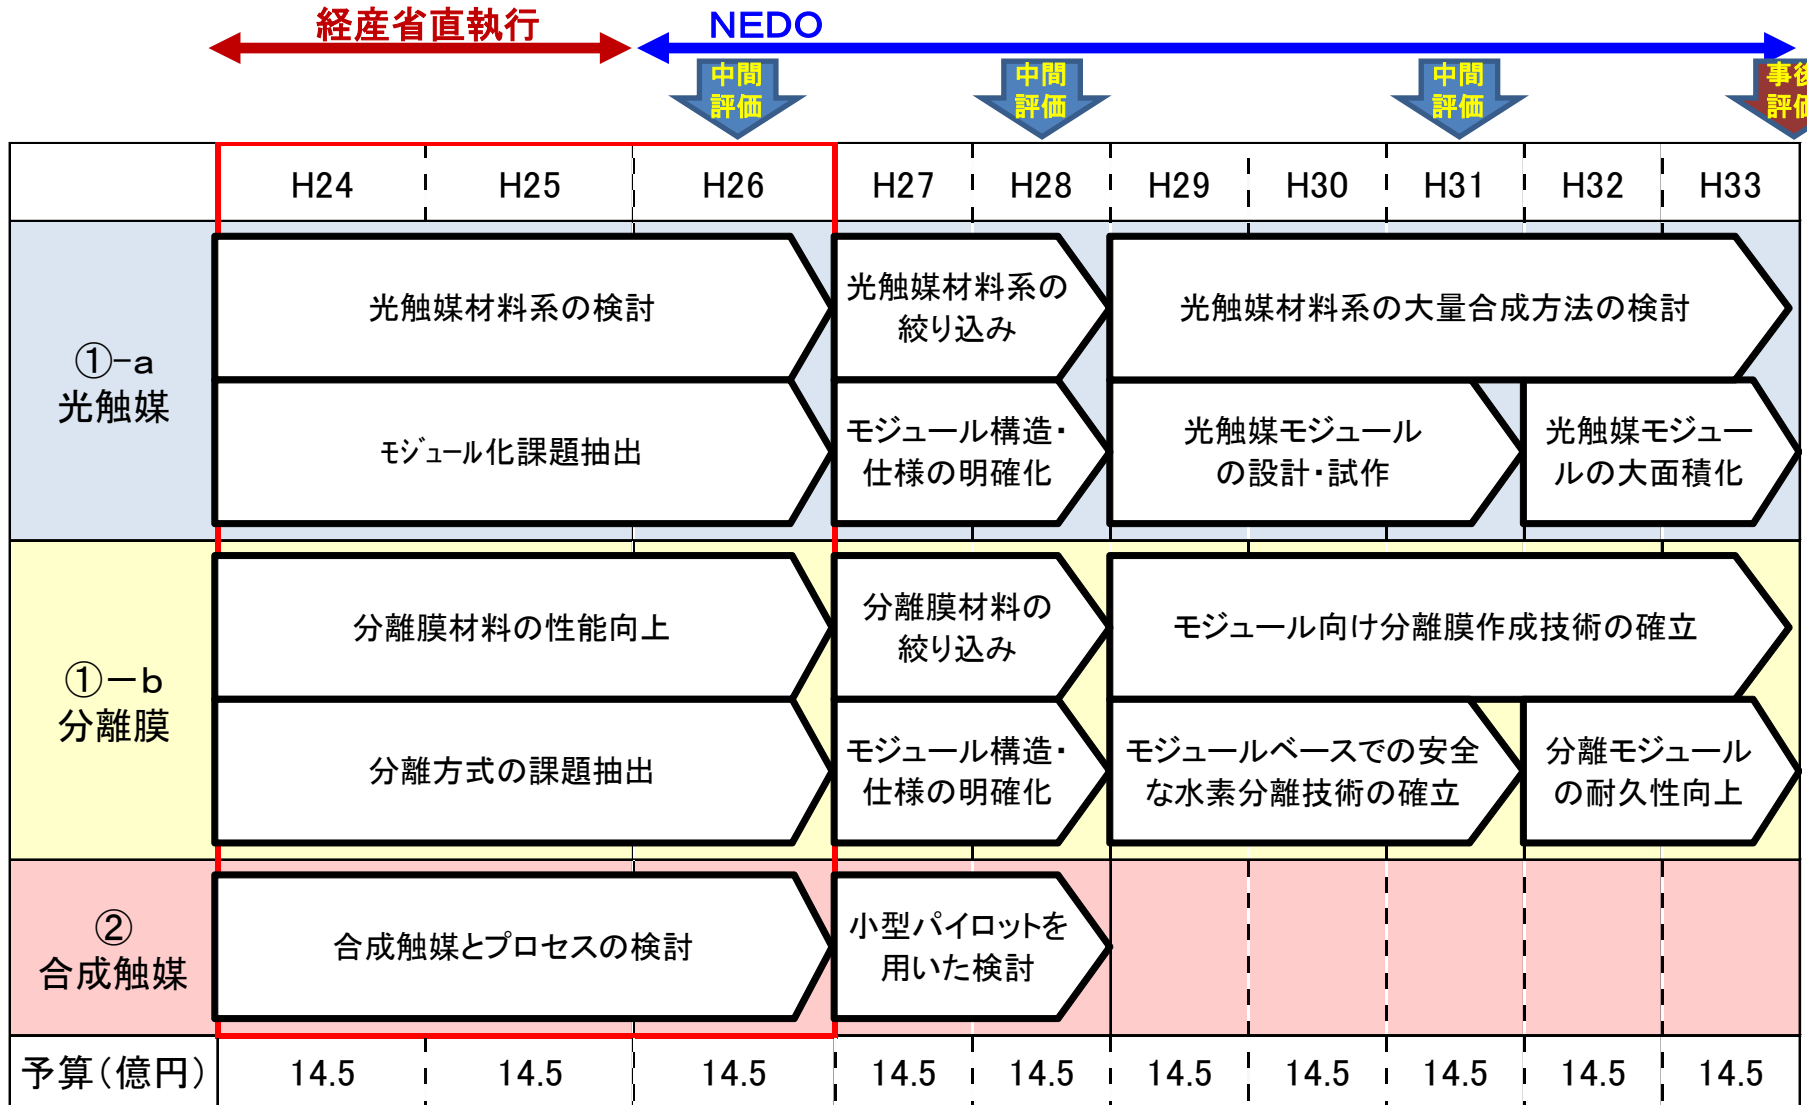 経産省直執行
NEDO
中間
評価
中間
評価
中間
評価
事後
評価
H24 H25 H26 H27 H28 H29 H30 H31 H32 H33
①-a
光触媒
光触媒材料系の検討
光触媒材料系の
絞り込み
光触媒材料系の大量合成方法の検討
ﾓｼﾞｭｰﾙ化課題抽出
モジュール構造・
仕様の明確化
光触媒モジュール
の設計・試作
光触媒モジュー
ルの大面積化
①ーb
分離膜
分離膜材料の性能向上
分離膜材料の
絞り込み
モジュール向け分離膜作成技術の確立
分離方式の課題抽出
モジュール構造・
仕様の明確化
モジュールベースでの安全
な水素分離技術の確立
分離モジュール
の耐久性向上
②
合成触媒
合成触媒とプロセスの検討
小型パイロットを
用いた検討
予算(億円) 14.5 14.5 14.5 14.5 14.5 14.5 14.5 14.5 14.5 14.5